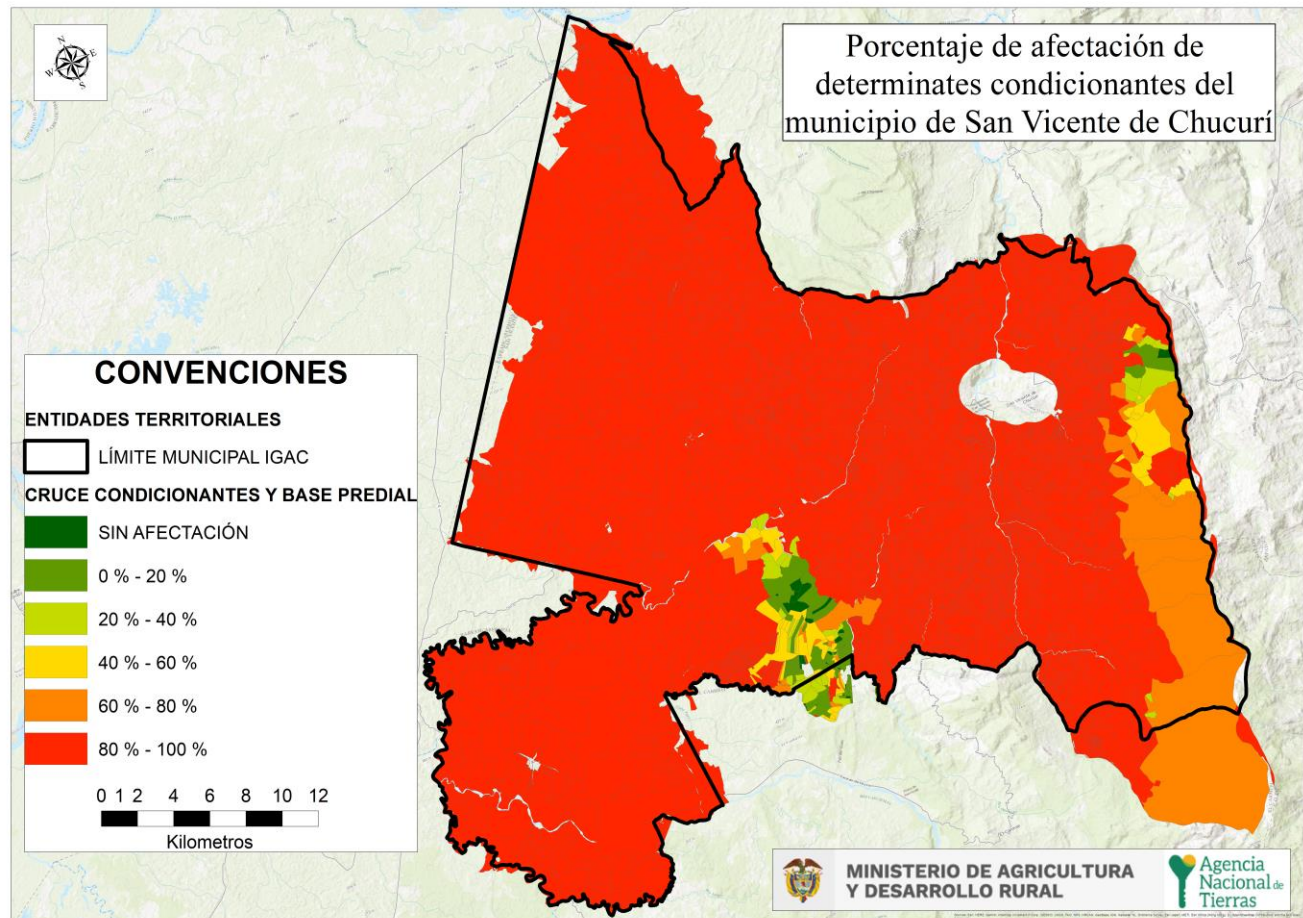 Porcentaje de afectación de
determinates condicionantes del
municipio de San Vicente de Chucurí
N
E
W
S
CONVENCIONES
ENTIDADES TERRITORIALES
LÍMITE MUNICIPAL IGAC
CRUCE CONDICIONANTES Y BASE PREDIAL
SIN AFECTACIÓN
0 % - 20 %
20 % - 40 %
40 % - 60 %
60 % - 80 %
80 % - 100 %
0 1 2 4 6 8 10 12
Kilometros
MINISTERIO DE AGRICULTURA
Y DESARROLLO RURAL
Agencia
Nacional de
Tierras